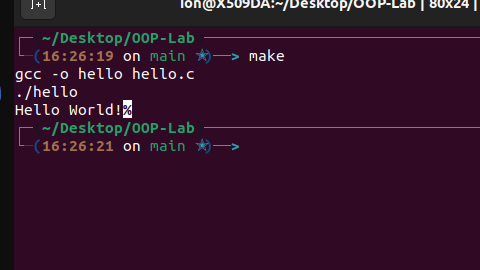 ion@X509DA:~/Desktop/OOP-Lab | 80x24 |
~/Desktop/OOP-Lab
(16:26:19 on main ✭)──> make
gcc -o hello hello.c
./hello
Hello World!%
~/Desktop/OOP-Lab
(16:26:21 on main ✭)──>